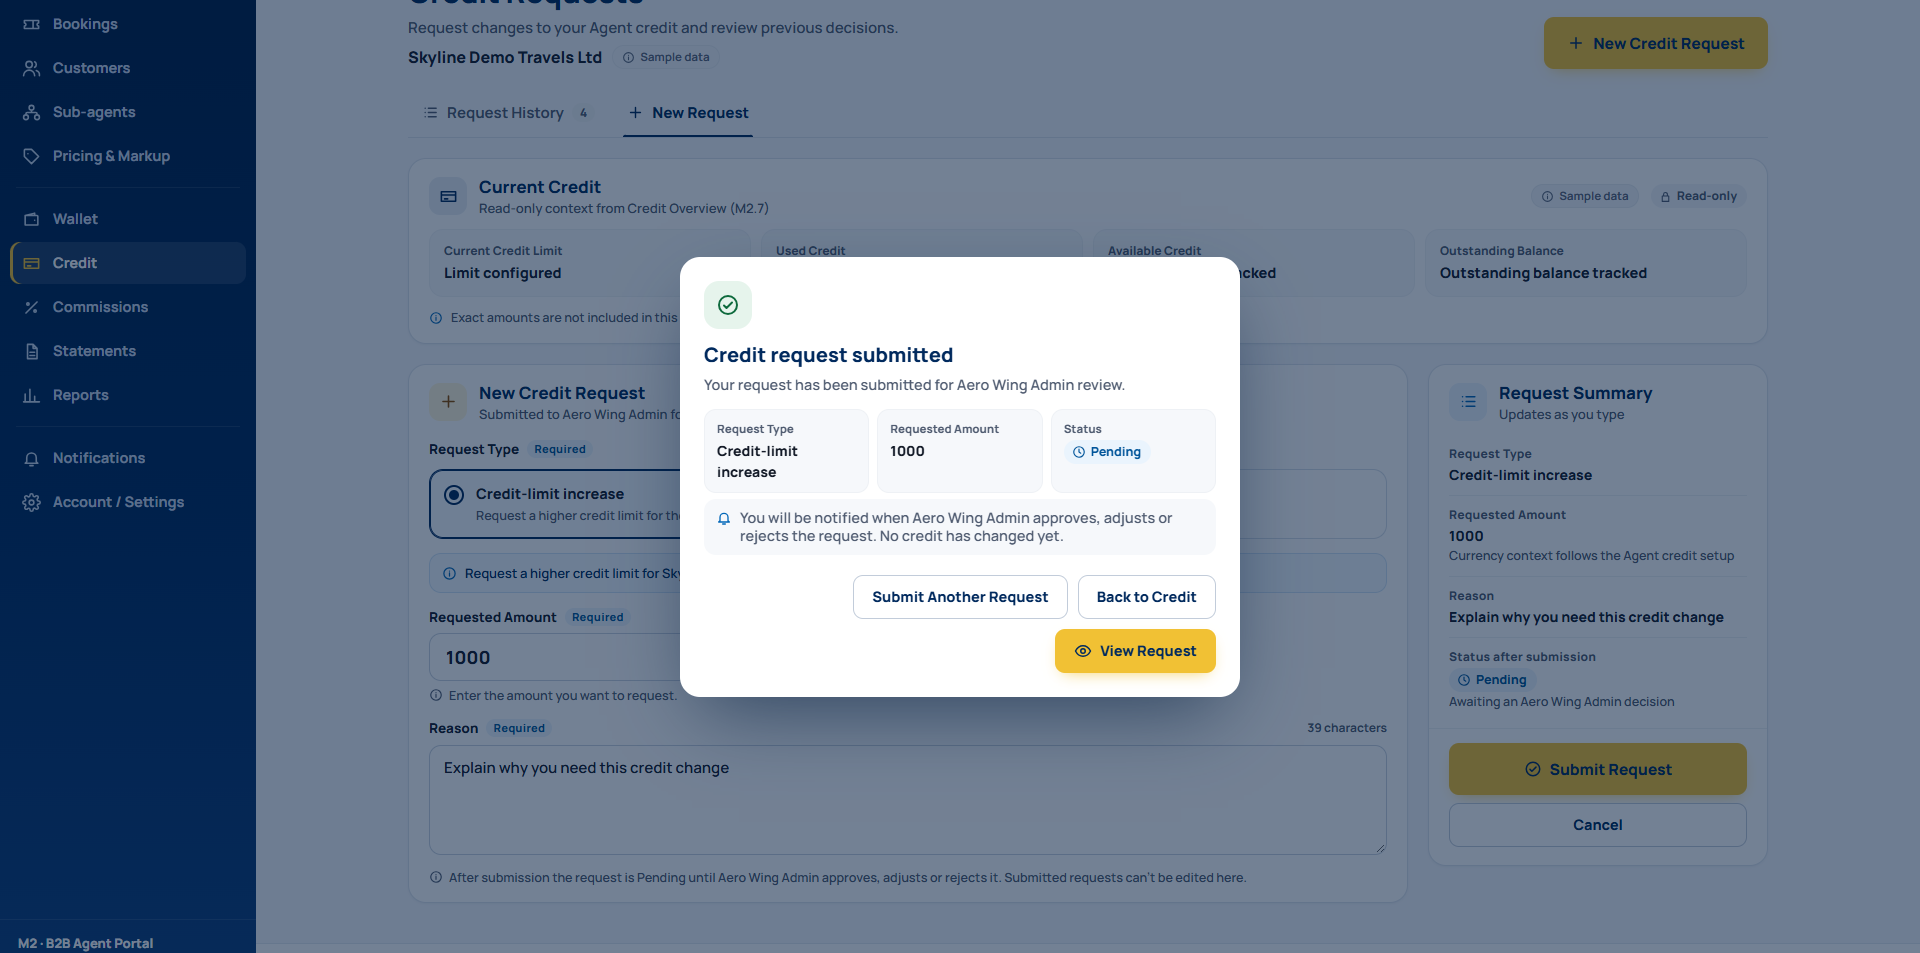 Bookings
Customers
Sub-agents
Pricing & Markup
Wallet
Credit
Commissions
Statements
Reports
Notifications
Account / Settings
M2 · B2B Agent Portal
Credit Requests
Request changes to your Agent credit and review previous decisions.
Skyline Demo Travels Ltd
Sample data
New Credit Request
Request History 4
New Request
Current Credit
Read-only context from Credit Overview (M2.7)
Sample data
Read-only
Current Credit Limit
Limit configured
Used Credit
Available Credit
Outstanding Balance
Outstanding balance tracked
Exact amounts are not included in this
New Credit Request
Submitted to Aero Wing Admin
Request Type Required
Credit-limit increase
Request a higher credit limit for
Request a higher credit limit for
Requested Amount Required
1000
Enter the amount you want to request.
Reason Required
39 characters
Explain why you need this credit change
After submission the request is Pending until Aero Wing Admin approves, adjusts or rejects it. Submitted requests can't be edited here.
Credit request submitted
Your request has been submitted for Aero Wing Admin review.
Request Type
Credit-limit
increase
Requested Amount
1000
Status
Pending
You will be notified when Aero Wing Admin approves, adjusts or
rejects the request. No credit has changed yet.
Submit Another Request
Back to Credit
View Request
Request Summary
Updates as you type
Request Type
Credit-limit increase
Requested Amount
1000
Currency context follows the Agent credit setup
Reason
Explain why you need this credit change
Status after submission
Pending
Awaiting an Aero Wing Admin decision
Submit Request
Cancel